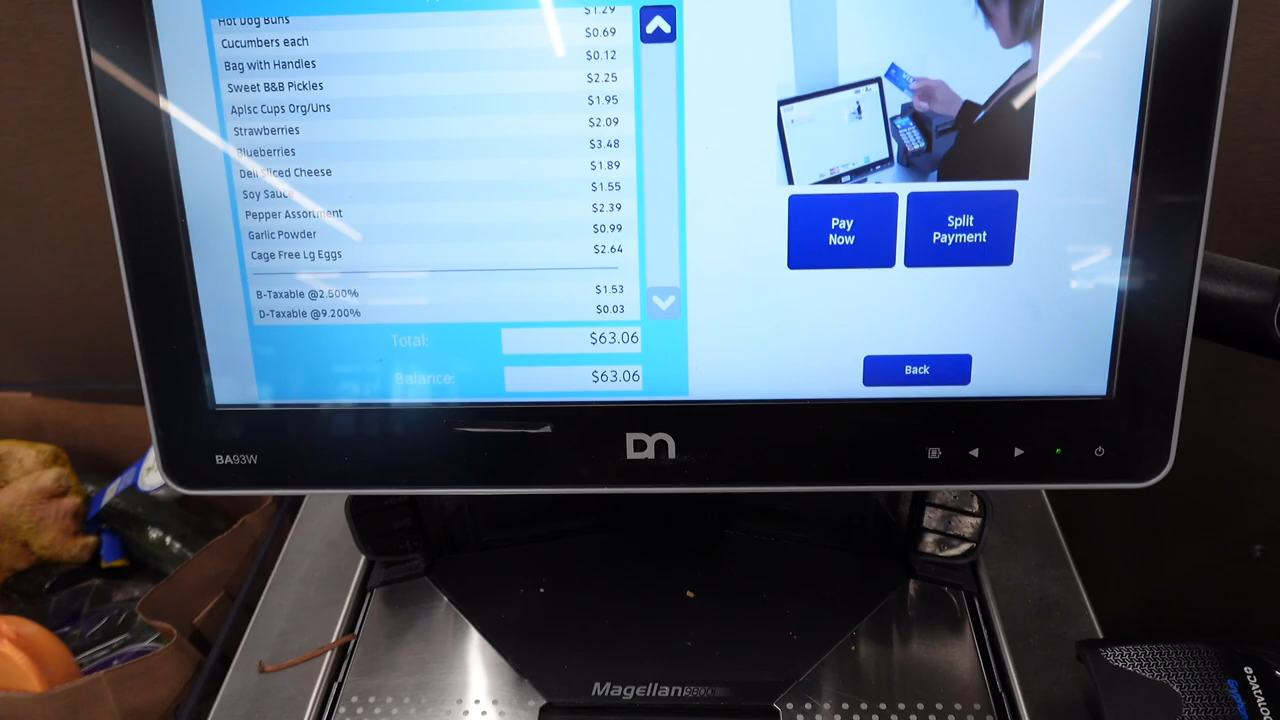 Hot Dog Buns $1.29
Cucumbers each $0.69
Bag with Handles $0.12
Sweet B&B Pickles $2.25
Aplsc Cups Org/Uns $1.95
Strawberries $2.09
Blueberries $3.48
Deli Sliced Cheese $1.89
Soy Sauce $1.55
Pepper Assortment $2.39
Garlic Powder $0.99
Cage Free Lg Eggs $2.64
B-Taxable @2.500% $1.53
D-Taxable @9.200% $0.03
Total: $63.06
Balance: $63.06
VISA
Pay
Now
Split
Payment
Back
BA93W
DN
Magellan 9800i